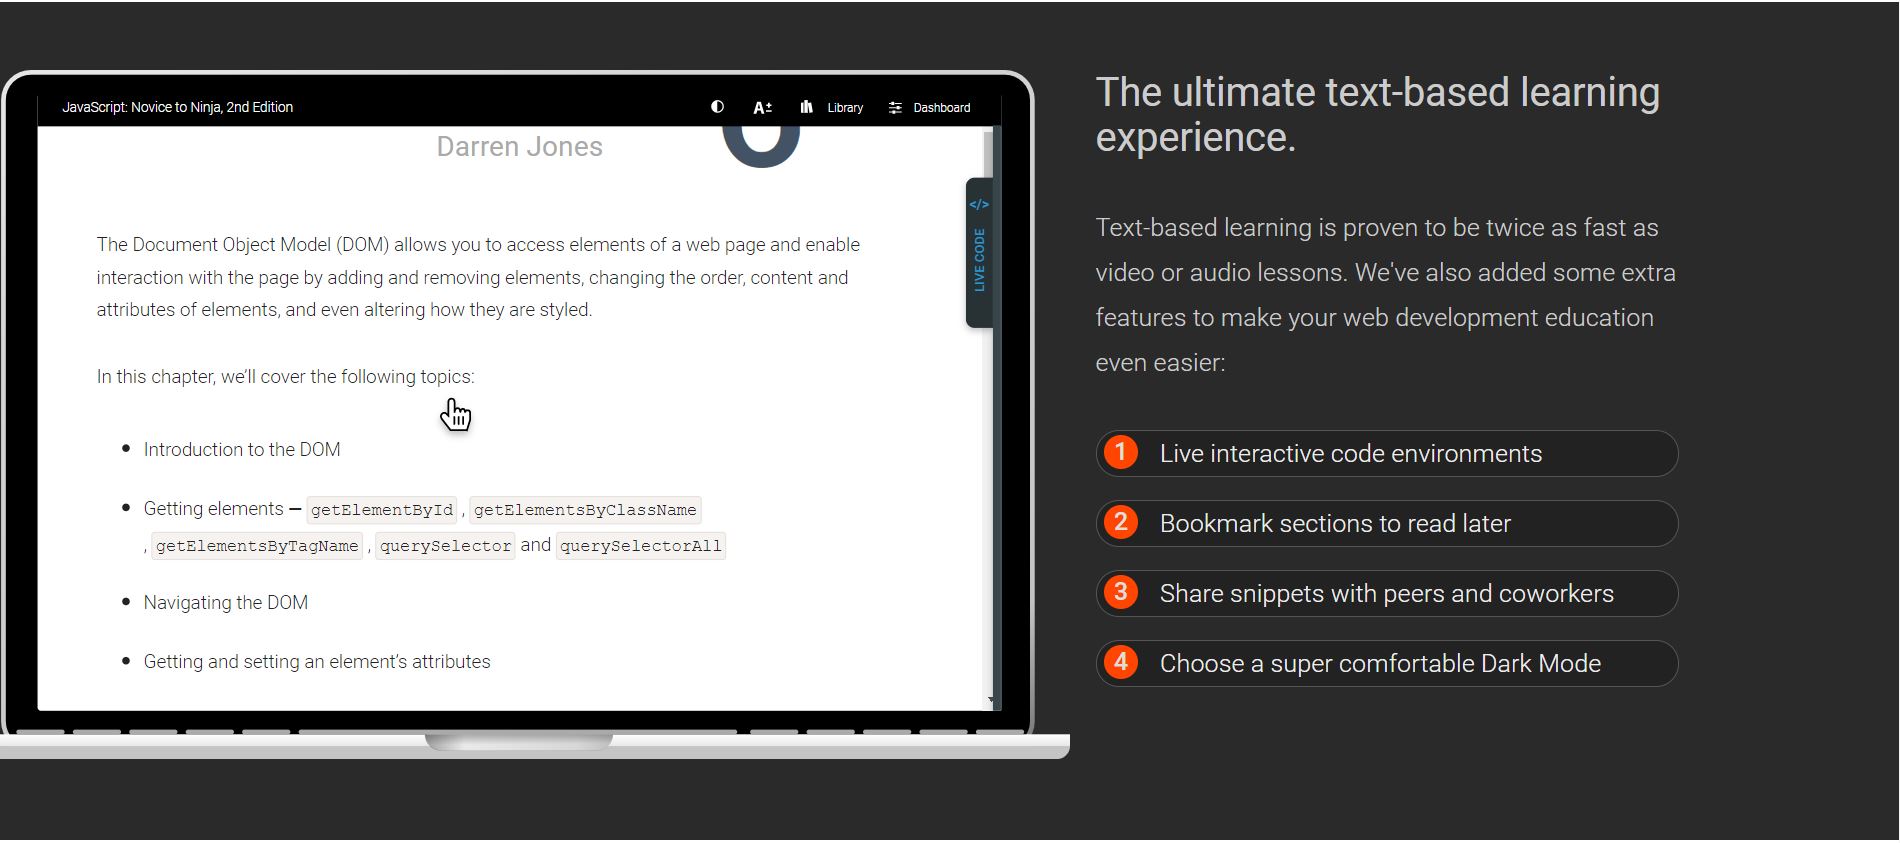 JavaScript: Novice to Ninja, 2nd Edition
A± Library Dashboard
Darren Jones
The Document Object Model (DOM) allows you to access elements of a web page and enable
interaction with the page by adding and removing elements, changing the order, content and
attributes of elements, and even altering how they are styled.
In this chapter, we’ll cover the following topics:
• Introduction to the DOM
• Getting elements — getElementById , getElementsByClassName
, getElementsByTagName , querySelector and querySelectorAll
• Navigating the DOM
• Getting and setting an element’s attributes
</> LIVE CODE
The ultimate text-based learning
experience.
Text-based learning is proven to be twice as fast as
video or audio lessons. We've also added some extra
features to make your web development education
even easier:
1 Live interactive code environments
2 Bookmark sections to read later
3 Share snippets with peers and coworkers
4 Choose a super comfortable Dark Mode